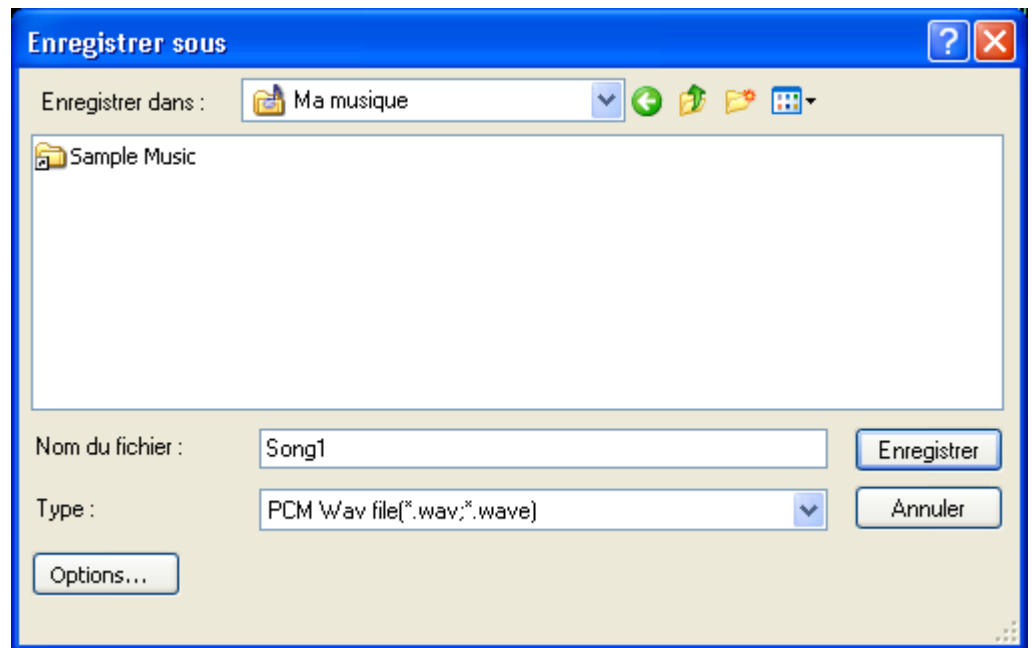 Enregistrer sous
Enregistrer dans : Ma musique
Sample Music
Nom du fichier : Song1 Enregistrer
Type : PCM Wav file(*.wav;*.wave) Annuler
Options...